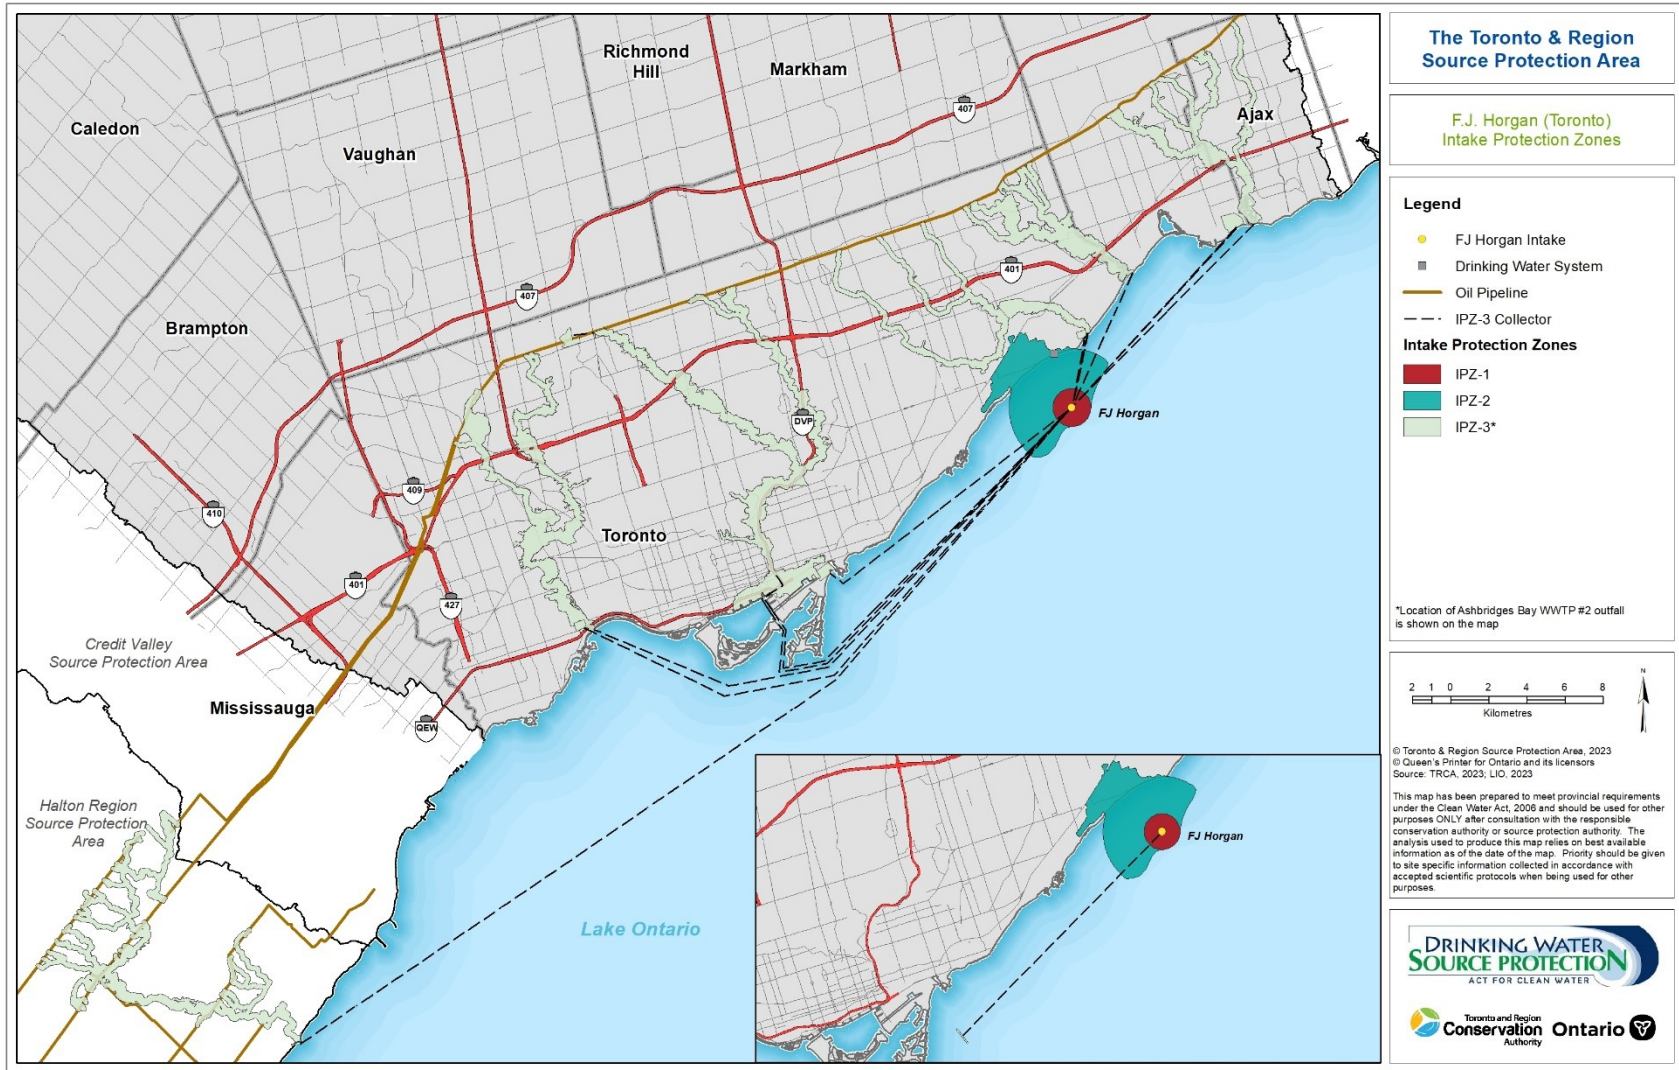 Richmond
Hill
Markham
Caledon
Vaughan
Ajax
407
407
401
Brampton
DVP
FJ Horgan
409
410
Toronto
401
427
Credit Valley
Source Protection Area
Mississauga
QEW
Halton Region
Source Protection
Area
Lake Ontario
FJ Horgan
The Toronto & Region
Source Protection Area
F.J. Horgan (Toronto)
Intake Protection Zones
Legend
FJ Horgan Intake
Drinking Water System
Oil Pipeline
IPZ-3 Collector
Intake Protection Zones
IPZ-1
IPZ-2
IPZ-3*
*Location of Ashbridges Bay WWTP #2 outfall
is shown on the map
2 1 0 2 4 6 8
Kilometres
N
© Toronto & Region Source Protection Area, 2023
© Queen's Printer for Ontario and its licensors
Source: TRCA, 2023; LIO, 2023
This map has been prepared to meet provincial requirements
under the Clean Water Act, 2006 and should be used for other
purposes ONLY after consultation with the responsible
conservation authority or source protection authority. The
analysis used to produce this map relies on best available
information as of the date of the map. Priority should be given
to site specific information collected in accordance with
accepted scientific protocols when being used for other
purposes.
DRINKING WATER
SOURCE PROTECTION
ACT FOR CLEAN WATER
Toronto and Region
Conservation
Authority
Ontario